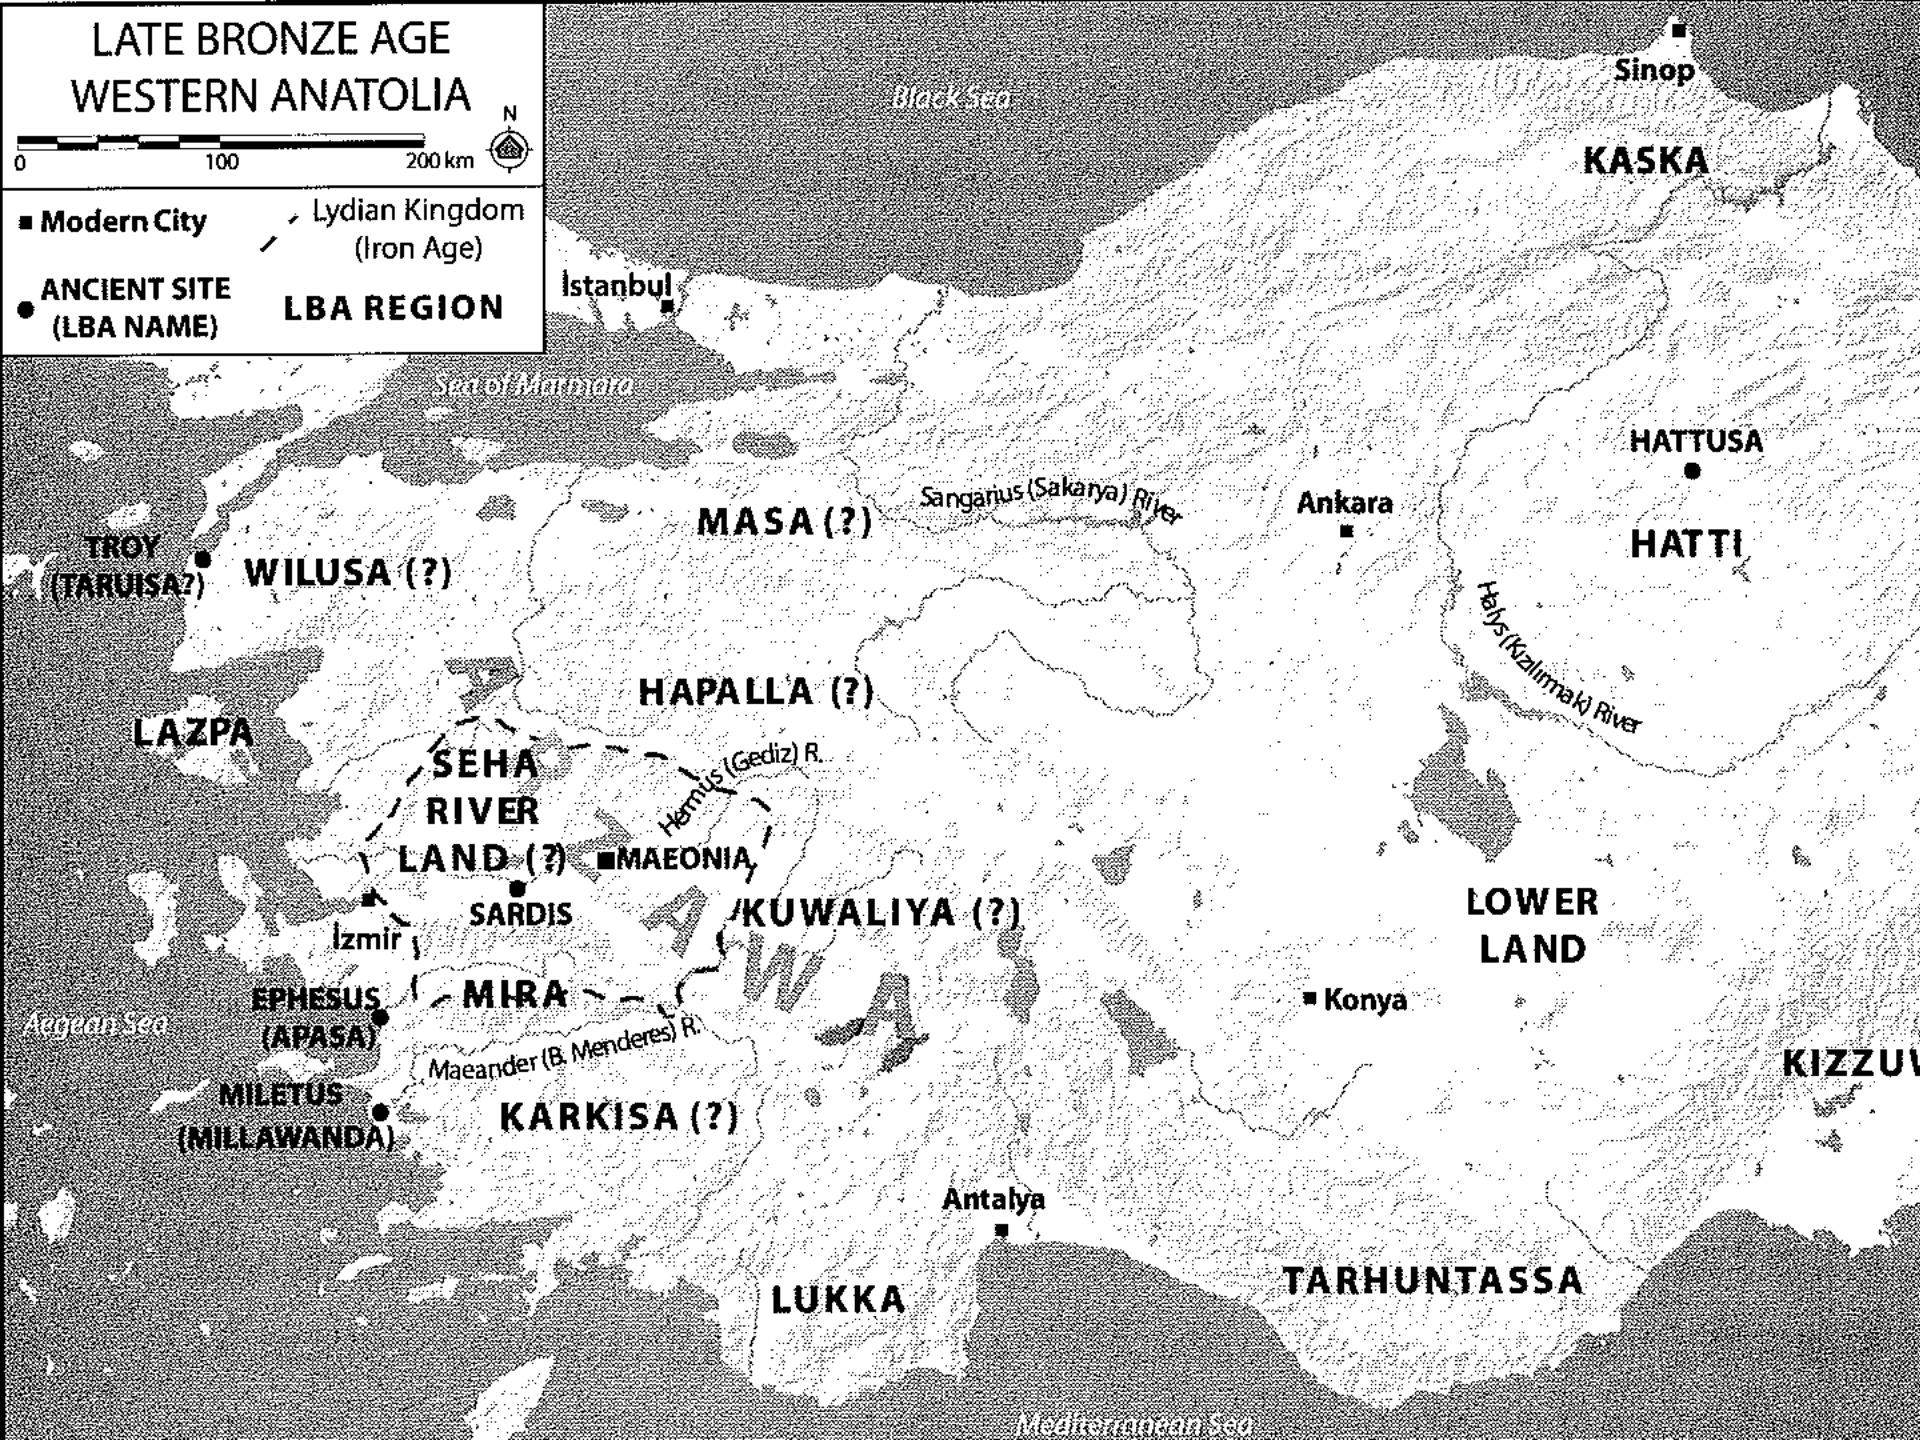 LATE BRONZE AGE
WESTERN ANATOLIA
N
0 100 200 km
Modern City
Lydian Kingdom
(Iron Age)
ANCIENT SITE
(LBA NAME)
LBA REGION
Black Sea
Sinop
KASKA
İstanbul
Sea of Marmara
HATTUSA
Sangarius (Sakarya) River
Ankara
MASA (?)
HATTI
TROY
(TARUISA?)
WILUSA (?)
Halys (Kızılırmak) River
HAPALLA (?)
LAZPA
SEHA
RIVER
LAND (?)
Hermus (Gediz) R.
MAEONIA
SARDIS
İzmir
KUWALIYA (?)
A
R
Z
A
W
A
LOWER
LAND
MIRA
EPHESUS
(APASA)
Konya
Aegean Sea
Maeander (B. Menderes) R.
KIZZUW
MILETUS
(MILLAWANDA)
KARKISA (?)
Antalya
TARHUNTASSA
LUKKA
Mediterranean Sea